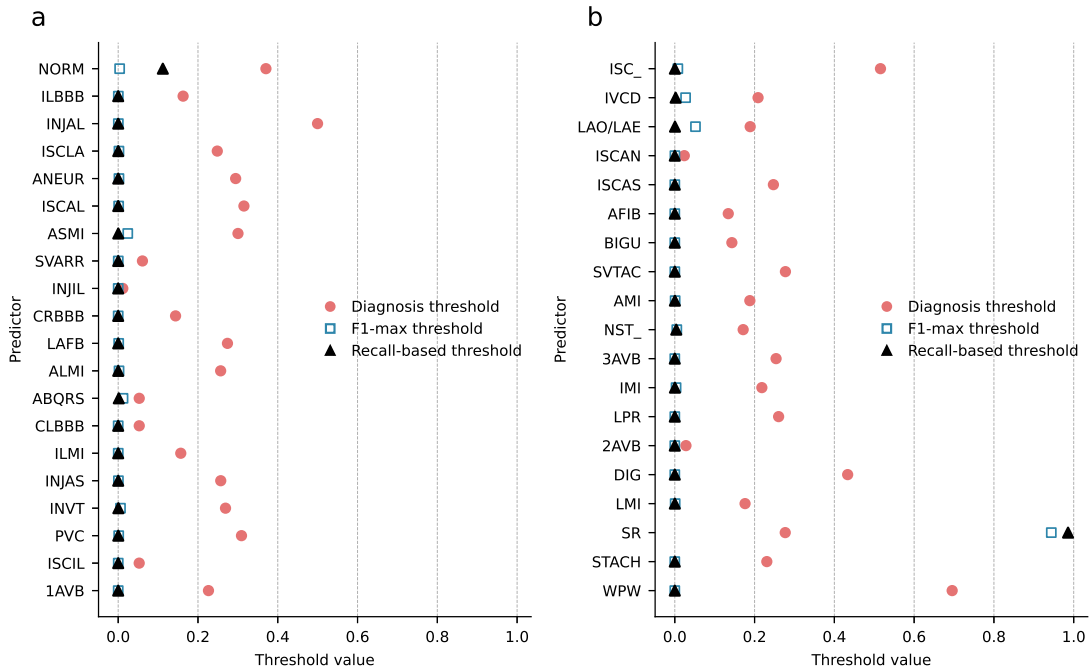 a
NORM
ILBBB
INJAL
ISCLA
ANEUR
ISCAL
ASMI
SVARR
INJIL
CRBBB
LAFB
ALMI
ABQRS
CLBBB
ILMI
INJAS
INVT
PVC
ISCIL
1AVB
Predictor
Diagnosis threshold
F1-max threshold
Recall-based threshold
0.0 0.2 0.4 0.6 0.8 1.0
Threshold value
b
ISC_
IVCD
LAO/LAE
ISCAN
ISCAS
AFIB
BIGU
SVTAC
AMI
NST_
3AVB
IMI
LPR
2AVB
DIG
LMI
SR
STACH
WPW
Predictor
Diagnosis threshold
F1-max threshold
Recall-based threshold
0.0 0.2 0.4 0.6 0.8 1.0
Threshold value